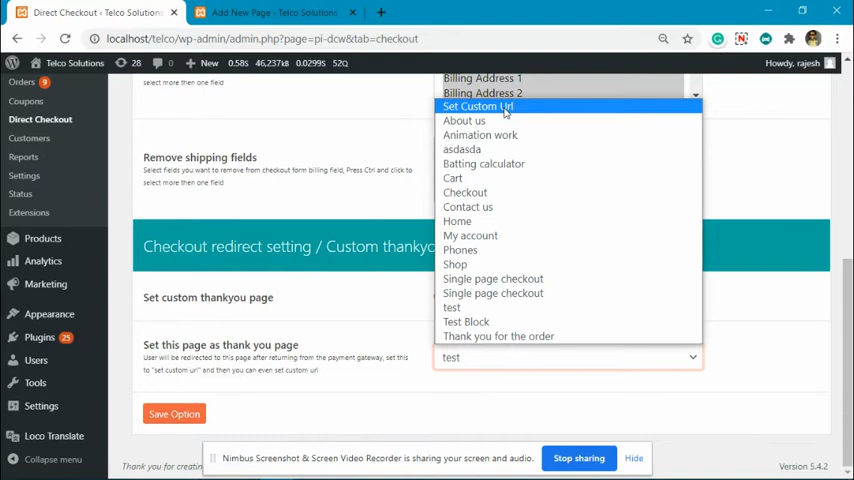 Direct Checkout ‹ Telco Solutions
Add New Page ‹ Telco Solutions
localhost/telco/wp-admin/admin.php?page=pi-dcw&tab=checkout
Telco Solutions
28
0
New
0.58s
46,237kB
0.0299s
52Q
Howdy, rajesh
Orders 9
Coupons
Direct Checkout
Customers
Reports
Settings
Status
Extensions
Products
Analytics
Marketing
Appearance
Plugins 25
Users
Tools
Settings
Loco Translate
Collapse menu
select more then one field
Billing Address 1
Billing Address 2
Remove shipping fields
Select fields you want to remove from checkout form billing field, Press Ctrl and click to
select more then one field
Set Custom Url
About us
Animation work
asdasda
Batting calculator
Cart
Checkout
Contact us
Home
My account
Phones
Shop
Single page checkout
Single page checkout
test
Test Block
Thank you for the order
Checkout redirect setting / Custom thankyo
Set custom thankyou page
Set this page as thank you page
User will be redirected to this page after returning from the payment gateway, set this
to "set custom url" and then you can even set custom url
test
Save Option
Thank you for creatin
Version 5.4.2
Nimbus Screenshot & Screen Video Recorder is sharing your screen and audio.
Stop sharing
Hide